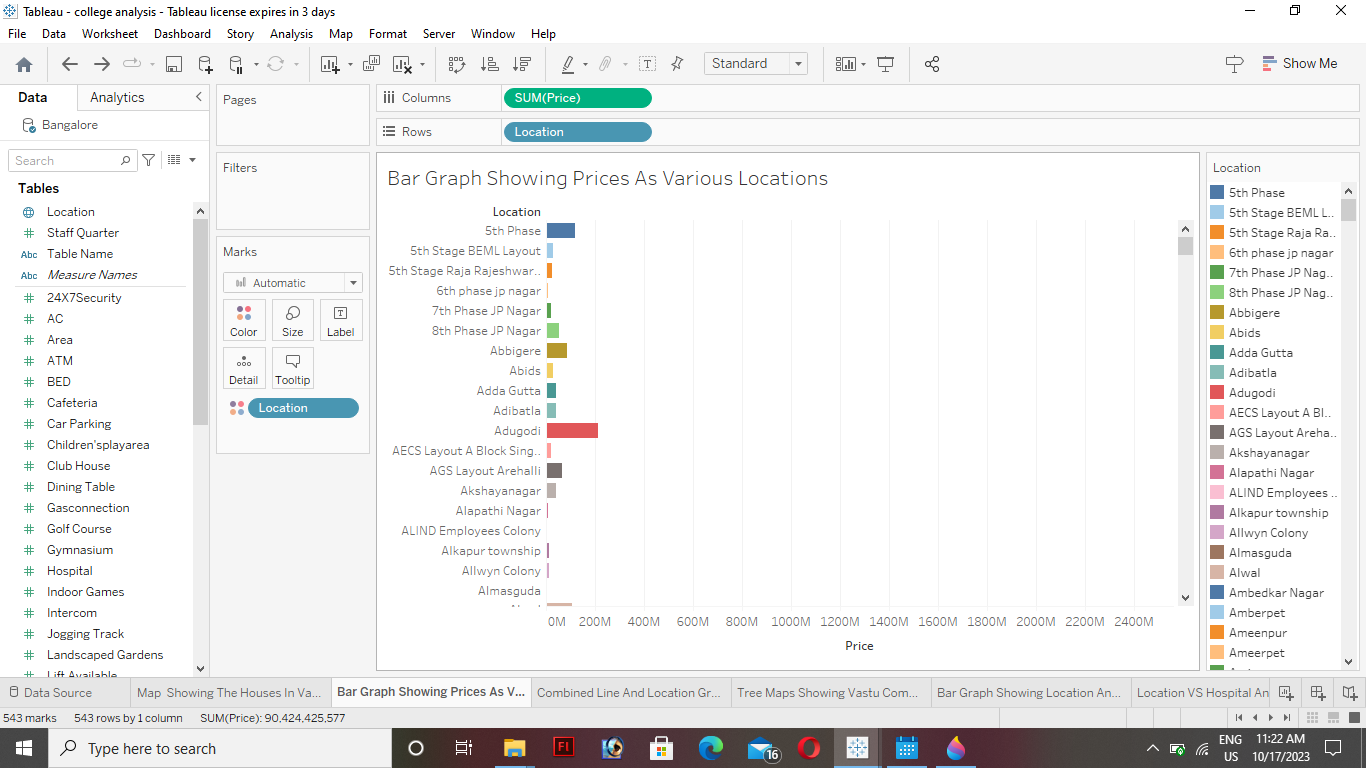 Tableau - college analysis - Tableau license expires in 3 days
File Data Worksheet Dashboard Story Analysis Map Format Server Window Help
Standard
Show Me
Data
Analytics
Bangalore
Search
Tables
Location
Staff Quarter
Abc Table Name
Abc Measure Names
24X7Security
AC
Area
ATM
BED
Cafeteria
Car Parking
Children'splayarea
Club House
Dining Table
Gasconnection
Golf Course
Gymnasium
Hospital
Indoor Games
Intercom
Jogging Track
Landscaped Gardens
Lift Available
Pages
Filters
Marks
Automatic
Color Size Label
Detail Tooltip
Location
Columns SUM(Price)
Rows Location
Bar Graph Showing Prices As Various Locations
Location
5th Phase
5th Stage BEML Layout
5th Stage Raja Rajeshwar..
6th phase jp nagar
7th Phase JP Nagar
8th Phase JP Nagar
Abbigere
Abids
Adda Gutta
Adibatla
Adugodi
AECS Layout A Block Sing..
AGS Layout Arehalli
Akshayanagar
Alapathi Nagar
ALIND Employees Colony
Alkapur township
Allwyn Colony
Almasguda
Alwal
0M 200M 400M 600M 800M 1000M 1200M 1400M 1600M 1800M 2000M 2200M 2400M
Price
Location
5th Phase
5th Stage BEML L..
5th Stage Raja Ra..
6th phase jp nagar
7th Phase JP Nag..
8th Phase JP Nag..
Abbigere
Abids
Adda Gutta
Adibatla
Adugodi
AECS Layout A Bl..
AGS Layout Areha..
Akshayanagar
Alapathi Nagar
ALIND Employees ..
Alkapur township
Allwyn Colony
Almasguda
Alwal
Ambedkar Nagar
Amberpet
Ameenpur
Ameerpet
Data Source
Map Showing The Houses In Va...
Bar Graph Showing Prices As V...
Combined Line And Location Gr...
Tree Maps Showing Vastu Com...
Bar Graph Showing Location An...
Location VS Hospital An
543 marks 543 rows by 1 column SUM(Price): 90,424,425,577
Type here to search
Fl
16
ENG
US
11:22 AM
10/17/2023